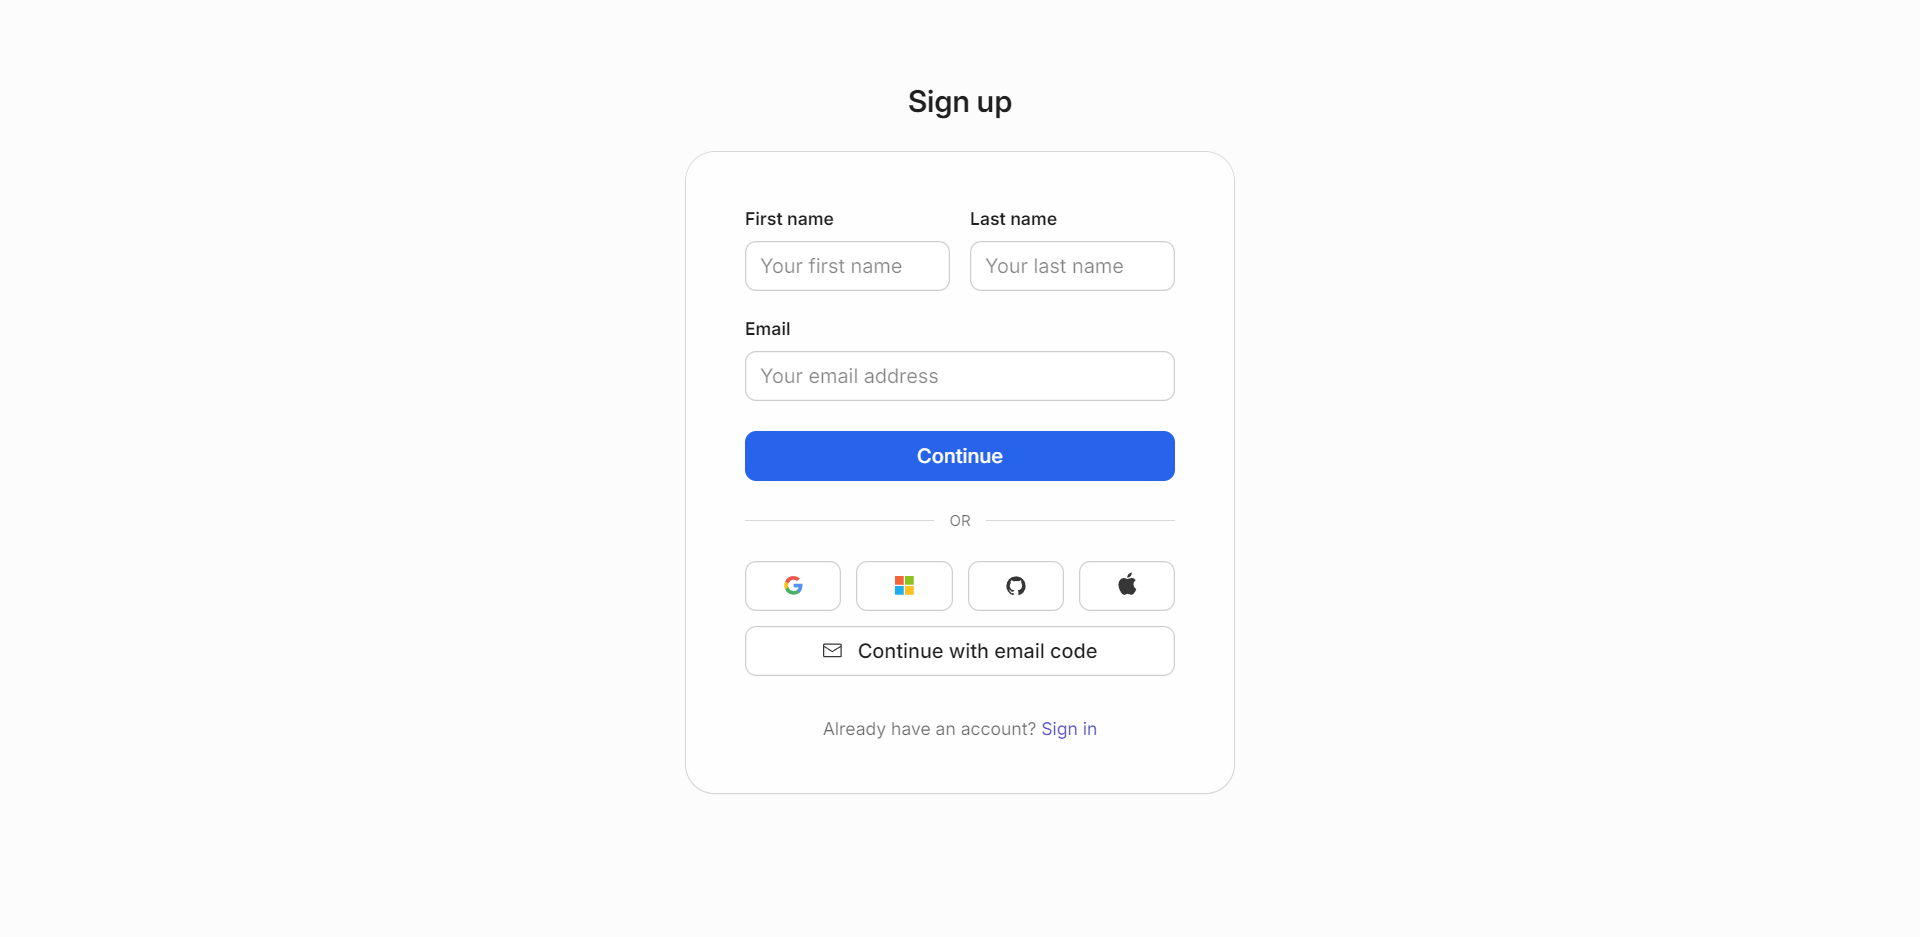 Sign up
First name
Last name
Your first name
Your last name
Email
Your email address
Continue
OR
Continue with email code
Already have an account? Sign in